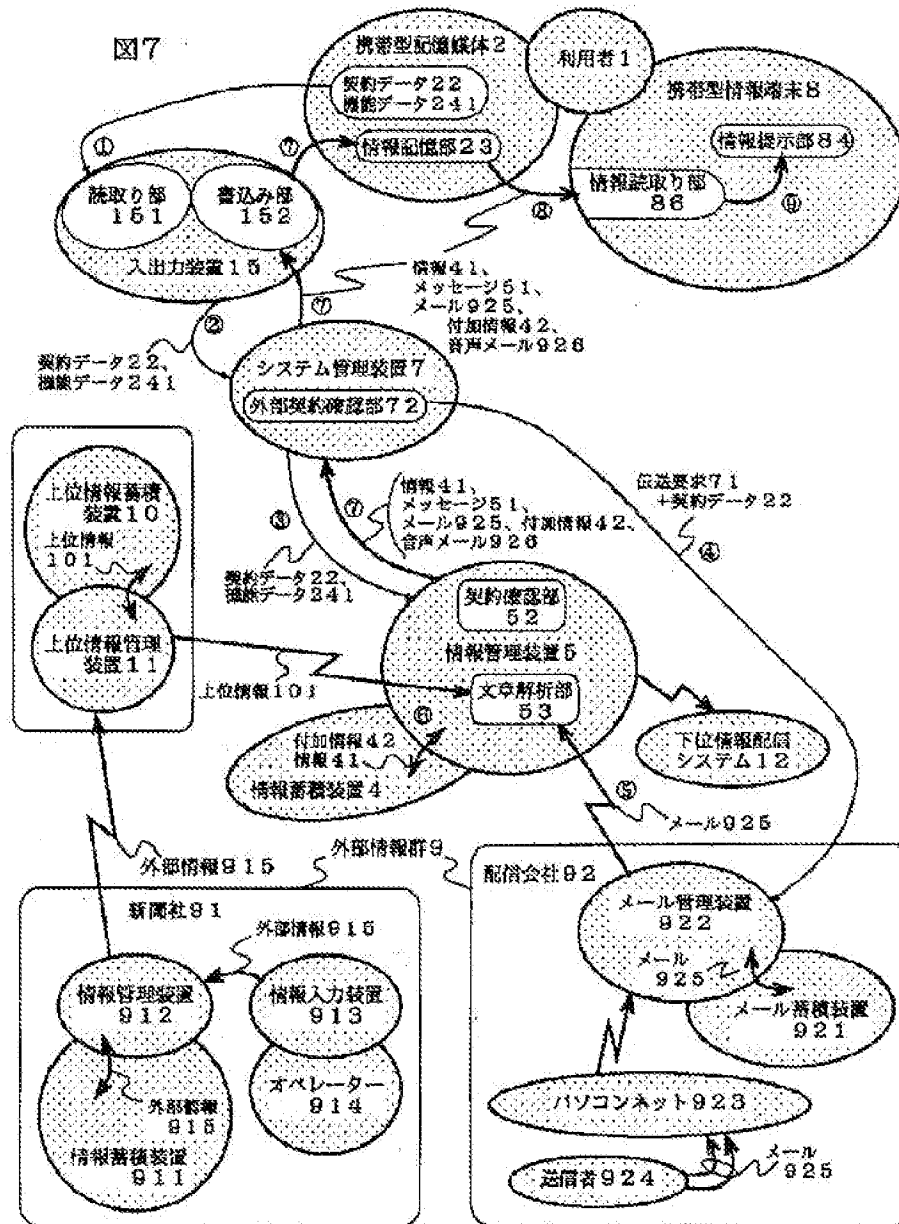 図7
携帯型記憶媒体2
利用者1
契約データ22
機能データ241
携帯型情報端末8
①
⑦
情報記憶部23
情報提示部84
読取り部
151
書込み部
152
情報読取り部
86
⑧
⑨
入出力装置15
②
⑦
情報41、
メッセージ51、
メール925、
付加情報42、
音声メール926
契約データ22、
機能データ241
システム管理装置7
外部契約確認部72
上位情報蓄積
装置10
上位情報
101
③
⑦
情報41、
メッセージ51、
メール925、付加情報42、
音声メール926
伝送要求71
+契約データ22
④
契約データ22、
機能データ241
契約確認部
52
上位情報管理
装置11
情報管理装置5
上位情報101
文章解析部
53
⑥
付加情報42
情報41
情報蓄積装置4
下位情報配信
システム12
⑤
メール925
外部情報915
外部情報群9
配信会社92
新聞社91
外部情報915
メール管理装置
922
メール
925
情報管理装置
912
情報入力装置
913
メール蓄積装置
921
オペレーター
914
外部情報
915
パソコンネット923
情報蓄積装置
911
送信者924
メール
925